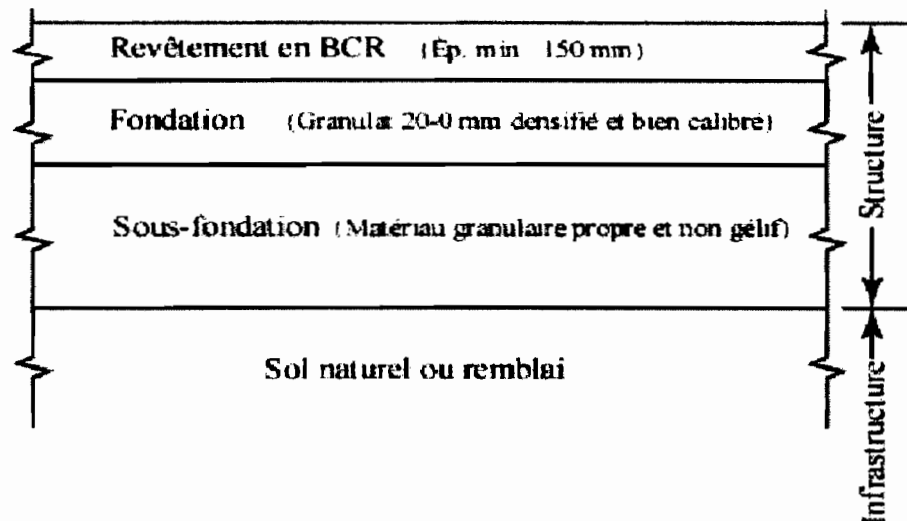 Revêtement en BCR (Ép. min 150 mm)
Fondation (Granulat 20-0 mm densifié et bien calibré)
Sous-fondation (Matériau granulaire propre et non gélif)
Sol naturel ou remblai
Structure
Infrastructure